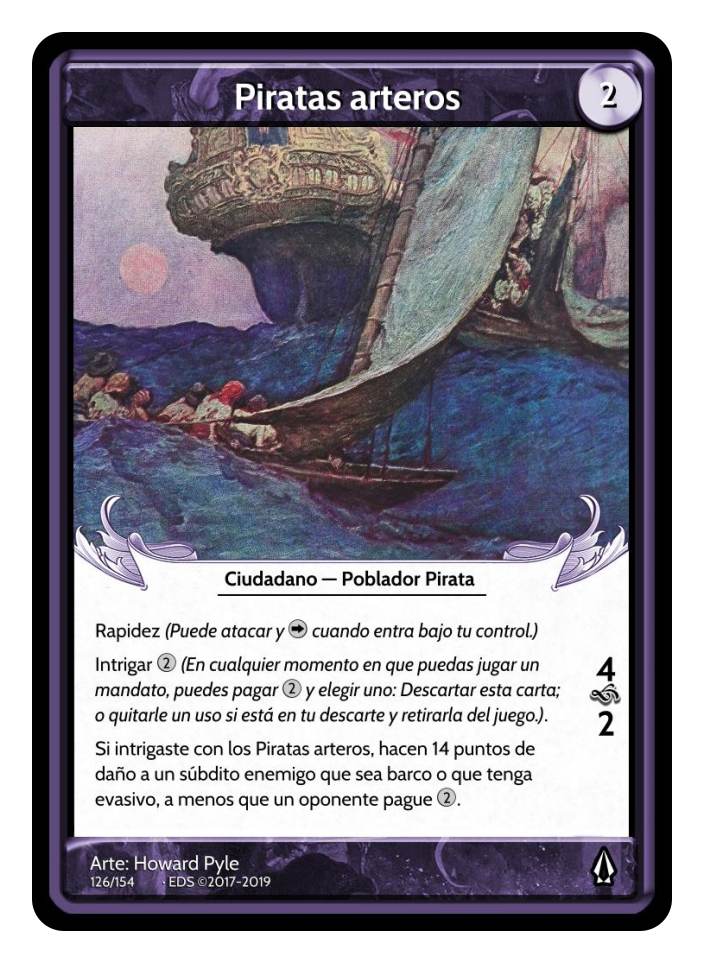 Piratas arteros
2
Ciudadano — Poblador Pirata
Rapidez (Puede atacar y ➡ cuando entra bajo tu control.)
Intrigar ② (En cualquier momento en que puedas jugar un
mandato, puedes pagar ② y elegir uno: Descartar esta carta;
o quitarle un uso si está en tu descarte y retirarla del juego.).
4
2
Si intrigaste con los Piratas arteros, hacen 14 puntos de
daño a un súbdito enemigo que sea barco o que tenga
evasivo, a menos que un oponente pague ②.
Arte: Howard Pyle
126/154 · EDS ©2017-2019